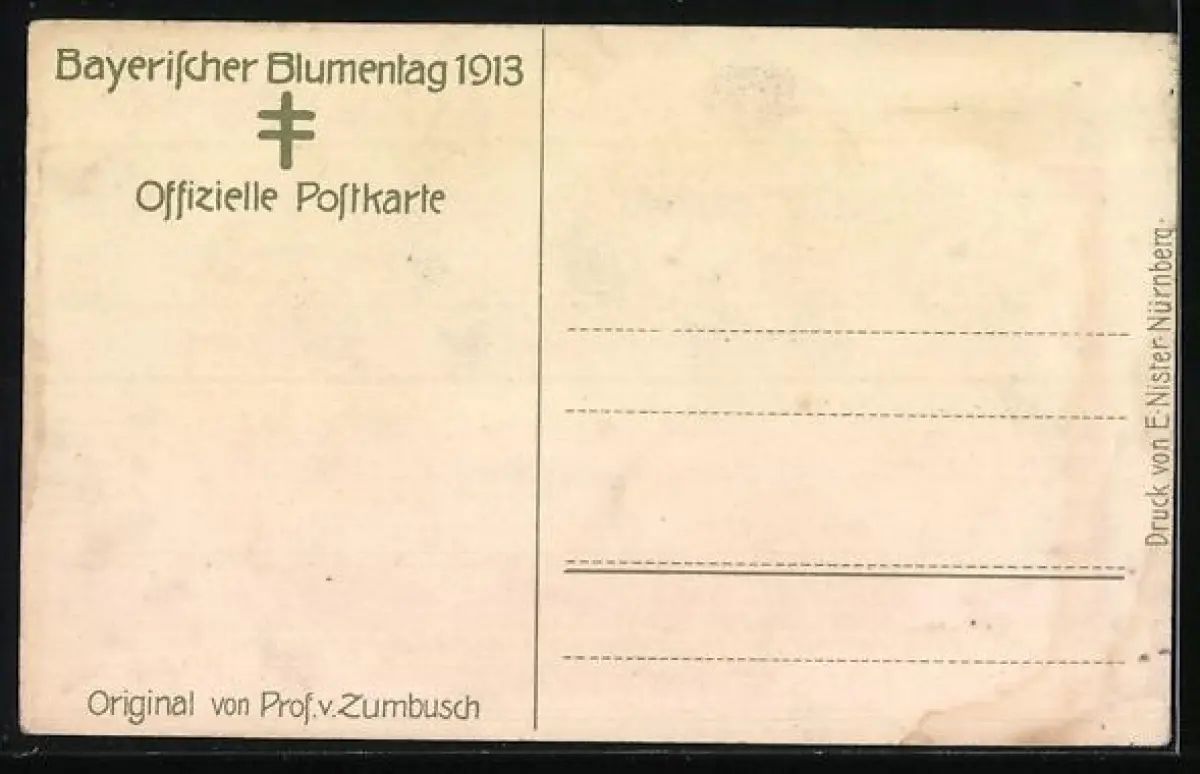 Bayeriſcher Blumentag 1913
Offizielle Poſtkarte
Original von Prof. v. Zumbusch
Druck von E. Nister Nürnberg.